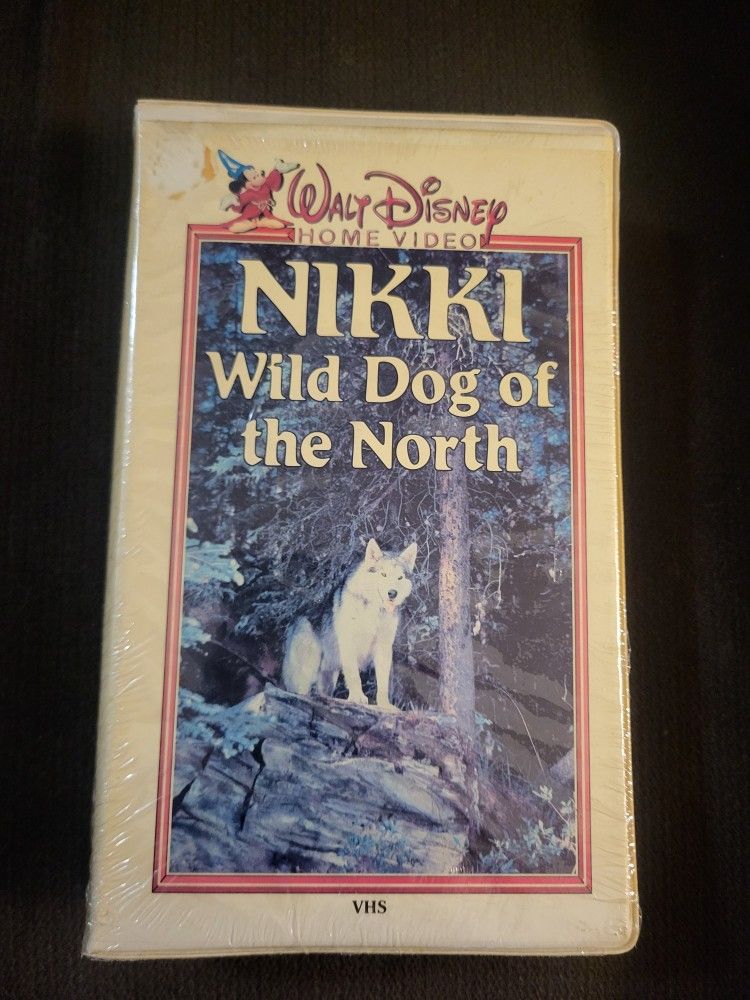 WALT DISNEY
HOME VIDEO
NIKKI
Wild Dog of
the North
VHS